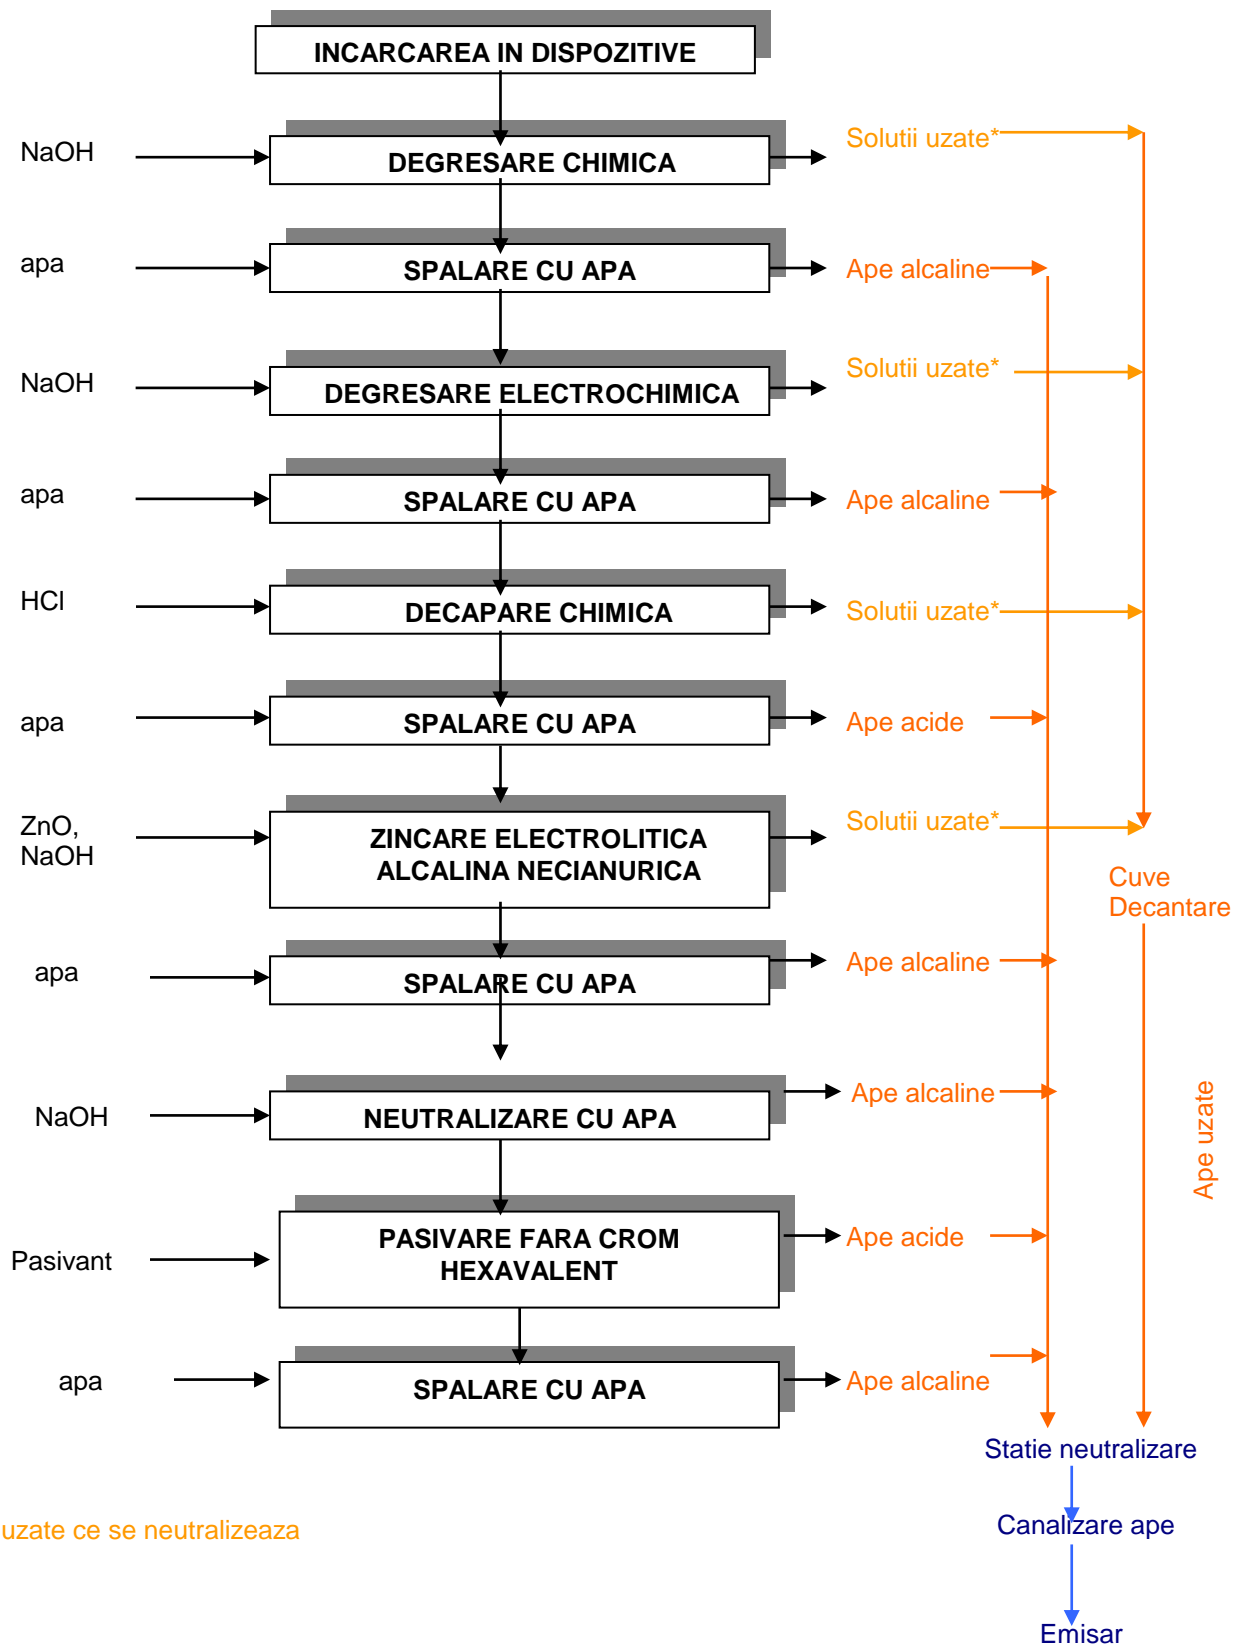 INCARCAREA IN DISPOZITIVE
NaOH
DEGRESARE CHIMICA
Solutii uzate*
apa
SPALARE CU APA
Ape alcaline
NaOH
DEGRESARE ELECTROCHIMICA
Solutii uzate*
apa
SPALARE CU APA
Ape alcaline
HCl
DECAPARE CHIMICA
Solutii uzate*
apa
SPALARE CU APA
Ape acide
ZnO,
NaOH
ZINCARE ELECTROLITICA
ALCALINA NECIANURICA
Solutii uzate*
Cuve
Decantare
apa
SPALARE CU APA
Ape alcaline
NaOH
NEUTRALIZARE CU APA
Ape alcaline
Ape uzate
Pasivant
PASIVARE FARA CROM
HEXAVALENT
Ape acide
apa
SPALARE CU APA
Ape alcaline
Statie neutralizare
uzate ce se neutralizeaza
Canalizare ape
Emisar